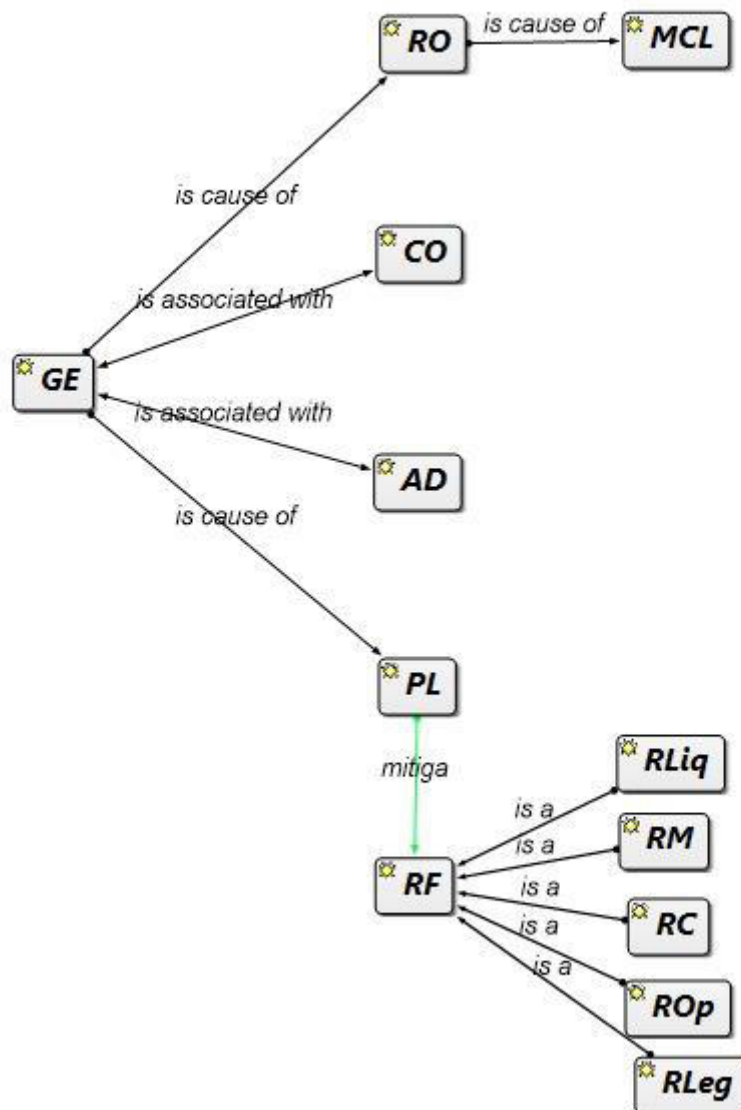 RO
is cause of
MCL
is cause of
CO
is associated with
GE
is associated with
AD
is cause of
PL
mitiga
RLiq
is a
RM
is a
RF
RC
is a
is a
ROp
is a
RLeg